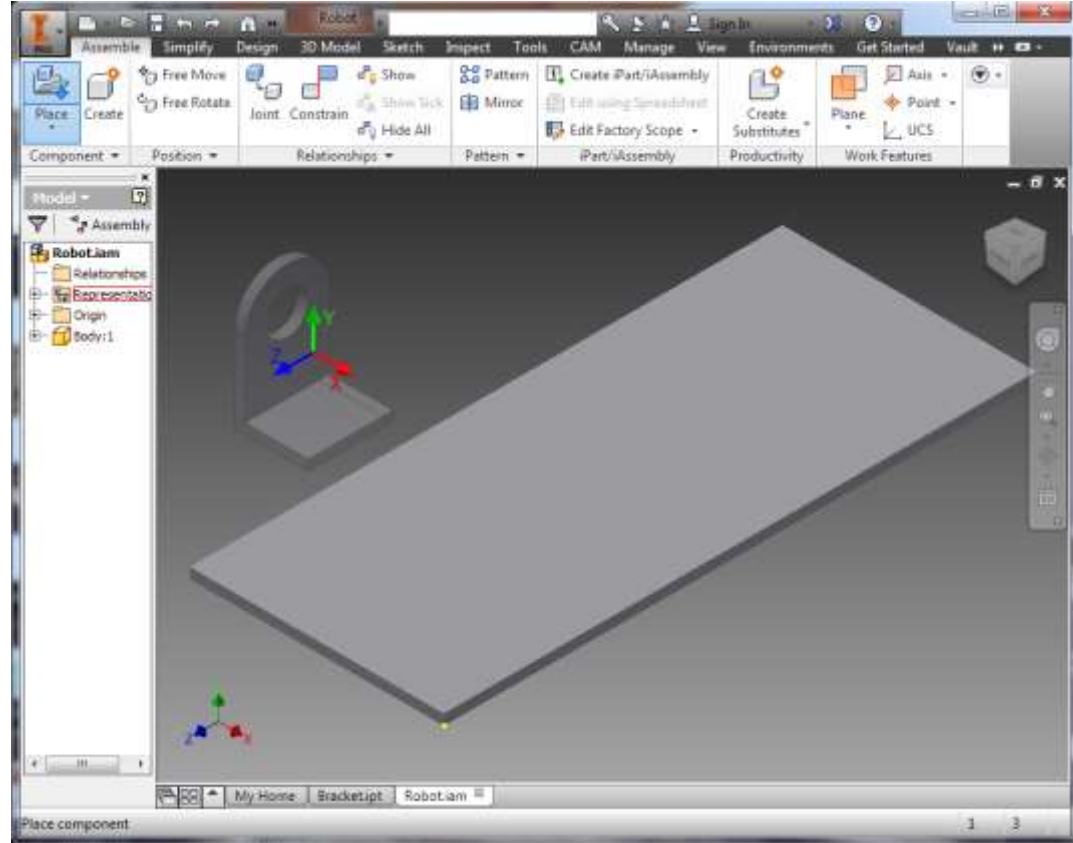 Robot
Sign In
Assemble Simplify Design 3D Model Sketch Inspect Tools CAM Manage View Environments Get Started Vault
Place
Create
Free Move
Free Rotate
Joint
Constrain
Show
Show Sick
Hide All
Pattern
Mirror
Create iPart/iAssembly
Edit using Spreadsheet
Edit Factory Scope
Create
Substitutes
Plane
Axis
Point
UCS
Component Position Relationships Pattern iPart/iAssembly Productivity Work Features
Model
Assembly
Robot.iam
Relationships
Representatio
Origin
Body:1
Y
Z
X
Z
X
My Home Bracket.ipt Robot.iam
Place component
1 3